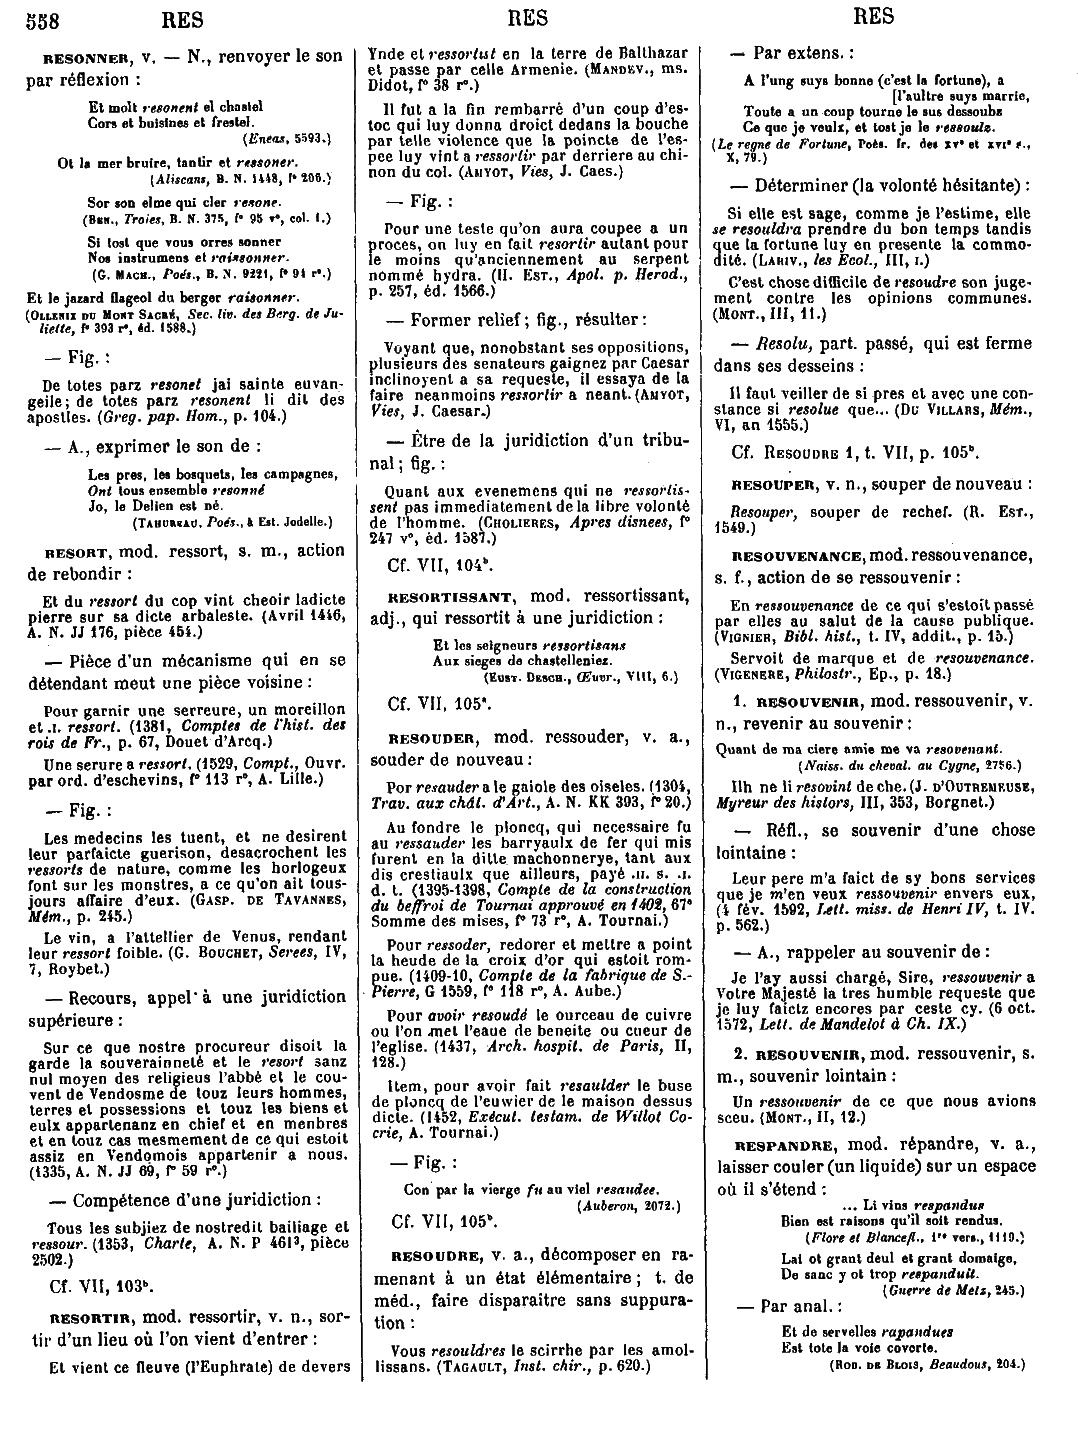 558 RES RES RES
RESONNER, v. — N., renvoyer le son
par réflexion :
Et molt resonent el chastel
Cors et buisines et frestel.
(Eneas, 5593.)
Ot la mer bruire, tantir et ressoner.
(Aliscans, B. N. 1448, f° 206.)
Sor son elme qui cler resone.
(BEN., Troies, B. N. 375, f° 95 v°, col. 1.)
Si tost que vous orres sonner
Nos instrumens et raissonner.
(G. MACH., Poés., B. N. 9221, f° 91 r°.)
Et le jazard flageol du berger raisonner.
(OLLENIX DU MONT SACRÉ, Sec. liv. des Berg. de Ju-
liette, f° 393 r°, éd. 1588.)
— Fig. :
De totes parz resonet jai sainte euvan-
geile; de totes parz resonent li dit des
apostles. (Greg. pap. Hom., p. 104.)
— A., exprimer le son de :
Les pres, les bosquets, les campagnes,
Ont tous ensemble resonné
Jo, le Delien est né.
(TAHUREAU, Poés., à Est. Jodelle.)
RESORT, mod. ressort, s. m., action
de rebondir :
Et du ressort du cop vint cheoir ladicte
pierre sur sa dicte arbaleste. (Avril 1446,
A. N. JJ 176, pièce 454.)
— Pièce d'un mécanisme qui en se
détendant meut une pièce voisine :
Pour garnir une serreure, un moreillon
et .I. ressort. (1381, Comptes de l'hist. des
rois de Fr., p. 67, Douet d'Arcq.)
Une serure a ressort. (1529, Compt., Ouvr.
par ord. d'eschevins, f° 113 r°, A. Lille.)
— Fig. :
Les medecins les tuent, et ne desirent
leur parfaicte guerison, desacrochent les
ressorts de nature, comme les horlogeux
font sur les monstres, a ce qu'on ait tous-
jours affaire d'eux. (GASP. DE TAVANNES,
Mém., p. 245.)
Le vin, a l'attellier de Venus, rendant
leur ressort foible. (G. BOUCHET, Serees, IV,
7, Roybet.)
— Recours, appel à une juridiction
supérieure :
Sur ce que nostre procureur disoit la
garde la souverainneté et le resort sanz
nul moyen des religieus l'abbé et le cou-
vent de Vendosme de touz leurs hommes,
terres et possessions et touz les biens et
eulx appartenanz en chief et en menbres
et en touz cas mesmement de ce qui estoit
assiz en Vendomois appartenir a nous.
(1335, A. N. JJ 69, f° 59 r°.)
— Compétence d'une juridiction :
Tous les subjiez de nostredit bailiage et
ressour. (1353, Charte, A. N. P 461³, pièce
2502.)
Cf. VII, 103ᵇ.
RESORTIR, mod. ressortir, v. n., sor-
tir d'un lieu où l'on vient d'entrer :
Et vient ce fleuve (l'Euphrate) de devers
Ynde et ressortut en la terre de Balthazar
et passe par celle Armenie. (MANDEV., ms.
Didot, f° 38 r°.)
Il fut a la fin rembarré d'un coup d'es-
toc qui luy donna droict dedans la bouche
par telle violence que la poincte de l'es-
pee luy vint a ressortir par derriere au chi-
non du col. (AMYOT, Vies, J. Caes.)
— Fig. :
Pour une teste qu'on aura coupee a un
proces, on luy en fait resortir autant pour
le moins qu'anciennement au serpent
nommé hydra. (H. EST., Apol. p. Herod.,
p. 257, éd. 1566.)
— Former relief ; fig., résulter :
Voyant que, nonobstant ses oppositions,
plusieurs des senateurs gaignez par Caesar
inclinoyent a sa requeste, il essaya de la
faire neanmoins ressortir a neant. (AMYOT,
Vies, J. Caesar.)
— Être de la juridiction d'un tribu-
nal ; fig. :
Quant aux evenemens qui ne ressortis-
sent pas immediatement de la libre volonté
de l'homme. (CHOLIERES, Apres disnees, f°
247 v°, éd. 1587.)
Cf. VII, 104ᵇ.
RESORTISSANT, mod. ressortissant,
adj., qui ressortit à une juridiction :
Et les seigneurs ressortisans
Aux sieges de chastelleniez.
(EUST. DESCH., Œuvr., VIII, 6.)
Cf. VII, 105ᵃ.
RESOUDER, mod. ressouder, v. a.,
souder de nouveau :
Por resauder a le gaiole des oiseles. (1304,
Trav. aux chât. d'Art., A. N. KK 393, f° 20.)
Au fondre le ploncq, qui necessaire fu
au ressauder les barryaulx de fer qui mis
furent en la ditte machonnerye, tant aux
dis crestiaulx que ailleurs, payé .II. s. .I.
d. t. (1395-1398, Compte de la construction
du beffroi de Tournai approuvé en 1402, 67ᵉ
Somme des mises, f° 73 r°, A. Tournai.)
Pour ressoder, redorer et mettre a point
la heude de la croix d'or qui estoit rom-
pue. (1409-10, Compte de la fabrique de S.-
Pierre, G 1559, f° 118 r°, A. Aube.)
Pour avoir resoudé le ourceau de cuivre
ou l'on met l'eaue de beneite ou cueur de
l'eglise. (1437, Arch. hospit. de Paris, II,
128.)
Item, pour avoir fait resaulder le buse
de ploncq de l'euwier de le maison dessus
dicte. (1452, Exécut. testam. de Willot Co-
crie, A. Tournai.)
— Fig. :
Con par la vierge fu au viel resaudee.
(Auberon, 2072.)
Cf. VII, 105ᵇ.
RESOUDRE, v. a., décomposer en ra-
menant à un état élémentaire ; t. de
méd., faire disparaitre sans suppura-
tion :
Vous resouldres le scirrhe par les amol-
lissans. (TAGAULT, Inst. chir., p. 620.)
— Par extens. :
A l'ung suys bonne (c'est la fortune), a
[l'aultre suys marrie,
Toute a un coup tourne le sus dessoubz
Ce que je veulx, et tost je le ressoulz.
(Le regne de Fortune, Poés. fr. des XVᵉ et XVIᵉ s.,
X, 79.)
— Déterminer (la volonté hésitante) :
Si elle est sage, comme je l'estime, elle
se resouldra prendre du bon temps tandis
que la fortune luy en presente la commo-
dité. (LARIV., les Ecol., III, I.)
C'est chose difficile de resoudre son juge-
ment contre les opinions communes.
(MONT., III, 11.)
— Resolu, part. passé, qui est ferme
dans ses desseins :
Il faut veiller de si pres et avec une con-
stance si resolue que... (DU VILLARS, Mém.,
VI, an 1555.)
Cf. RESOUDRE 1, t. VII, p. 105ᵇ.
RESOUPER, v. n., souper de nouveau :
Resouper, souper de rechef. (R. EST.,
1549.)
RESOUVENANCE, mod. ressouvenance,
s. f., action de se ressouvenir :
En ressouvenance de ce qui s'estoit passé
par elles au salut de la cause publique.
(VIGNIER, Bibl. hist., t. IV, addit., p. 15.)
Servoit de marque et de resouvenance.
(VIGENERE, Philostr., Ep., p. 18.)
1. RESOUVENIR, mod. ressouvenir, v.
n., revenir au souvenir :
Quant de ma ciere amie me va resovenant.
(Naiss. du cheval. au Cygne, 2756.)
Ilh ne li resovint de che. (J. D'OUTREMEUSE,
Myreur des histors, III, 353, Borgnet.)
— Réfl., se souvenir d'une chose
lointaine :
Leur pere m'a faict de sy bons services
que je m'en veux ressouvenir envers eux.
(4 fév. 1592, Lett. miss. de Henri IV, t. IV.
p. 562.)
— A., rappeler au souvenir de :
Je l'ay aussi chargé, Sire, ressouvenir a
Votre Majesté la tres humble requeste que
je luy faictz encores par ceste cy. (6 oct.
1572, Lett. de Mandelot à Ch. IX.)
2. RESOUVENIR, mod. ressouvenir, s.
m., souvenir lointain :
Un ressouvenir de ce que nous avions
sceu. (MONT., II, 12.)
RESPANDRE, mod. répandre, v. a.,
laisser couler (un liquide) sur un espace
où il s'étend :
... Li vins respandus
Bien est raisons qu'il soit rendus.
(Flore et Blancefl., 1ʳᵉ vers., 1119.)
Lai ot grant deul et grant domaige,
De sanc y ot trop respanduit.
(Guerre de Metz, 245.)
— Par anal. :
Et de servelles rapandues
Est tote la voie coverte.
(ROB. DE BLOIS, Beaudous, 204.)